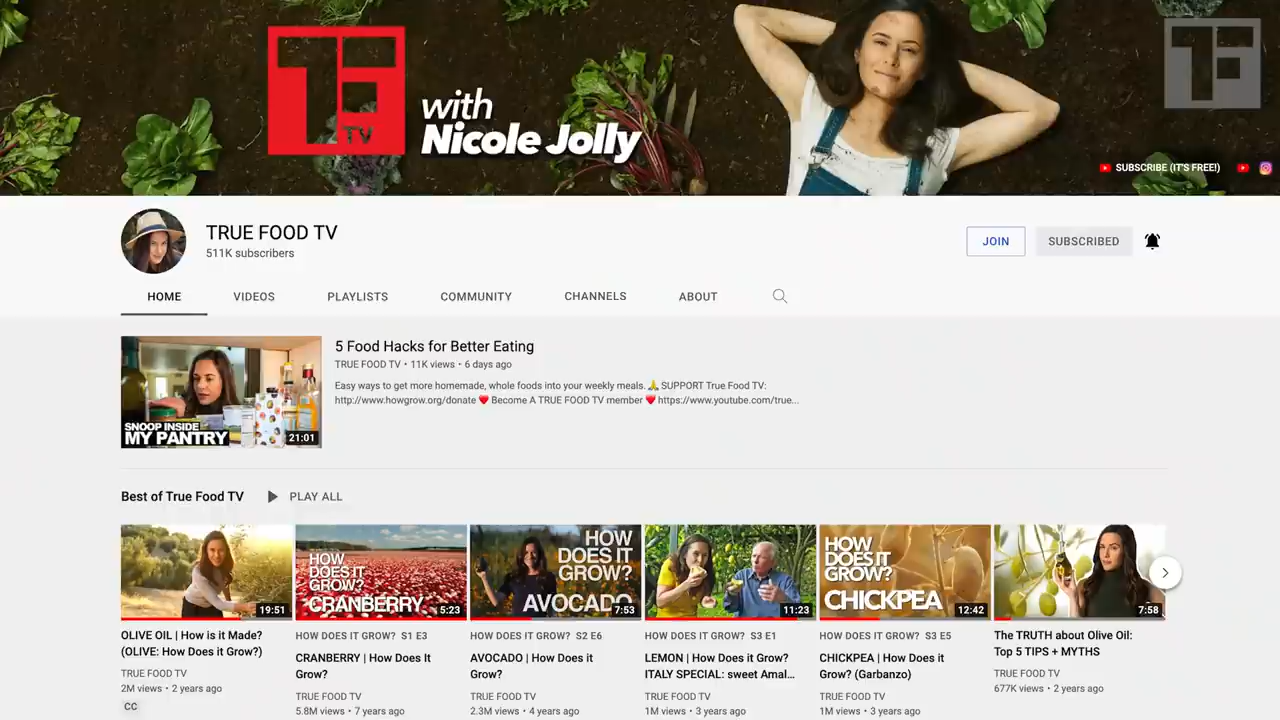 TF
TV
with
Nicole Jolly
TF
SUBSCRIBE (IT'S FREE!)
TRUE FOOD TV
511K subscribers
JOIN
SUBSCRIBED
HOME
VIDEOS
PLAYLISTS
COMMUNITY
CHANNELS
ABOUT
SNOOP INSIDE
MY PANTRY
21:01
5 Food Hacks for Better Eating
TRUE FOOD TV • 11K views • 6 days ago
Easy ways to get more homemade, whole foods into your weekly meals. 🙏 SUPPORT True Food TV:
http://www.howgrow.org/donate ❤️ Become A TRUE FOOD TV member ❤️ https://www.youtube.com/true...
Best of True Food TV
PLAY ALL
19:51
OLIVE OIL | How is it Made?
(OLIVE: How Does it Grow?)
TRUE FOOD TV
2M views • 2 years ago
CC
HOW
DOES IT
GROW?
CRANBERRY
5:23
HOW DOES IT GROW? S1 E3
CRANBERRY | How Does It
Grow?
TRUE FOOD TV
5.8M views • 7 years ago
HOW
DOES IT
GROW?
AVOCADO
7:53
HOW DOES IT GROW? S2 E6
AVOCADO | How Does it
Grow?
TRUE FOOD TV
2.3M views • 4 years ago
11:23
HOW DOES IT GROW? S3 E1
LEMON | How Does it Grow?
ITALY SPECIAL: sweet Amal...
TRUE FOOD TV
1M views • 3 years ago
HOW
DOES IT
GROW?
CHICKPEA
12:42
HOW DOES IT GROW? S3 E5
CHICKPEA | How Does it
Grow? (Garbanzo)
TRUE FOOD TV
1M views • 3 years ago
7:58
The TRUTH about Olive Oil:
Top 5 TIPS + MYTHS
TRUE FOOD TV
677K views • 2 years ago